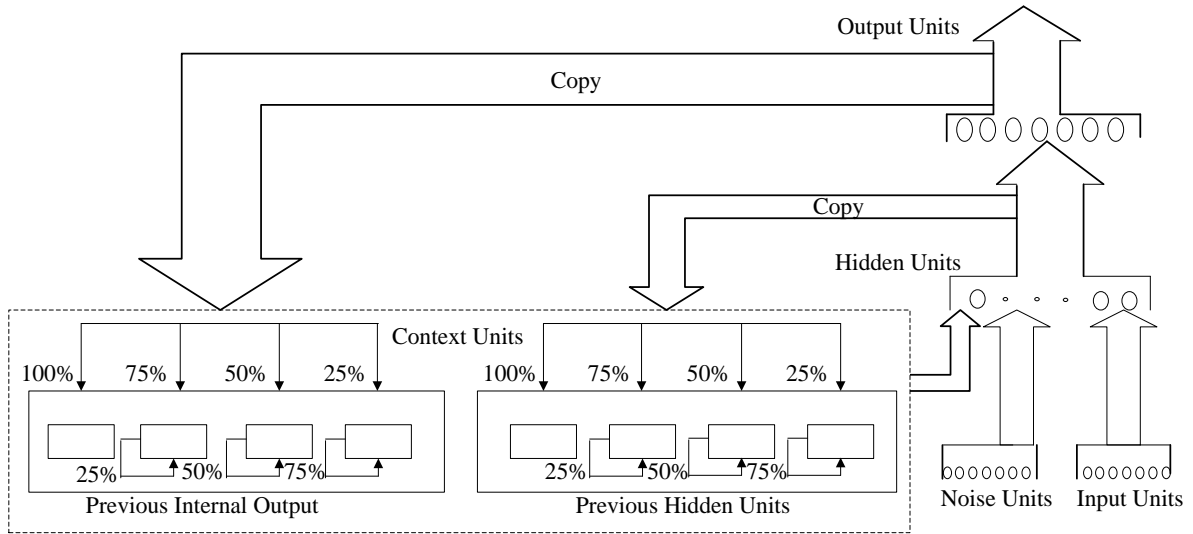 Output Units
Copy
Copy
Hidden Units
Context Units
100% 75% 50% 25%
100% 75% 50% 25%
25% 50% 75%
25% 50% 75%
Previous Internal Output
Previous Hidden Units
Noise Units
Input Units